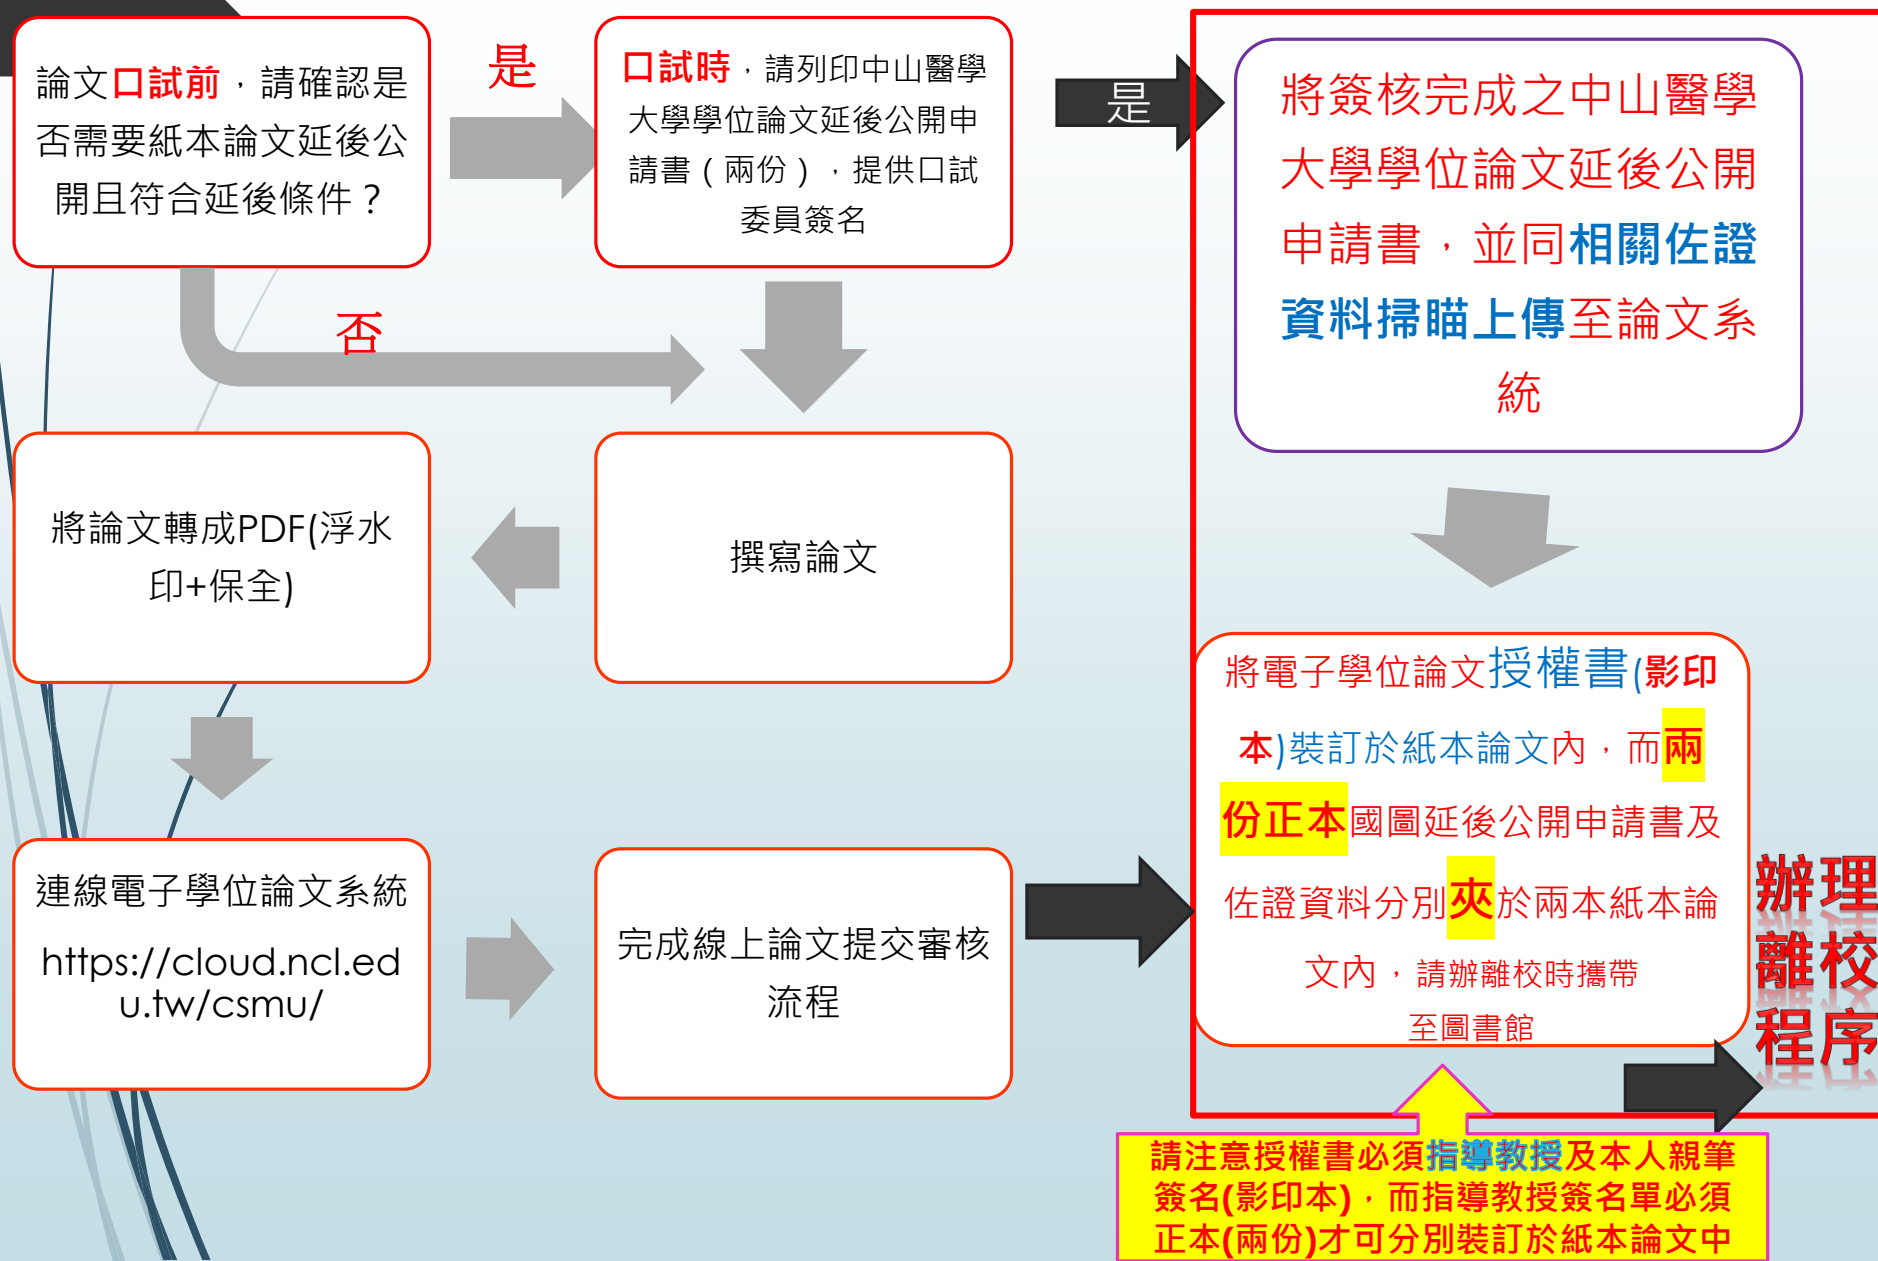 論文口試前，請確認是
否需要紙本論文延後公
開且符合延後條件？
是
口試時，請列印中山醫學
大學學位論文延後公開申
請書（兩份），提供口試
委員簽名
是
將簽核完成之中山醫學
大學學位論文延後公開
申請書，並同相關佐證
資料掃瞄上傳至論文系
統
否
將論文轉成PDF(浮水
印+保全)
撰寫論文
連線電子學位論文系統
https://cloud.ncl.ed
u.tw/csmu/
完成線上論文提交審核
流程
將電子學位論文授權書(影印
本)裝訂於紙本論文內，而兩
份正本國圖延後公開申請書及
佐證資料分別夾於兩本紙本論
文內，請辦離校時攜帶
至圖書館
辦理
離校
程序
請注意授權書必須指導教授及本人親筆
簽名(影印本)，而指導教授簽名單必須
正本(兩份)才可分別裝訂於紙本論文中